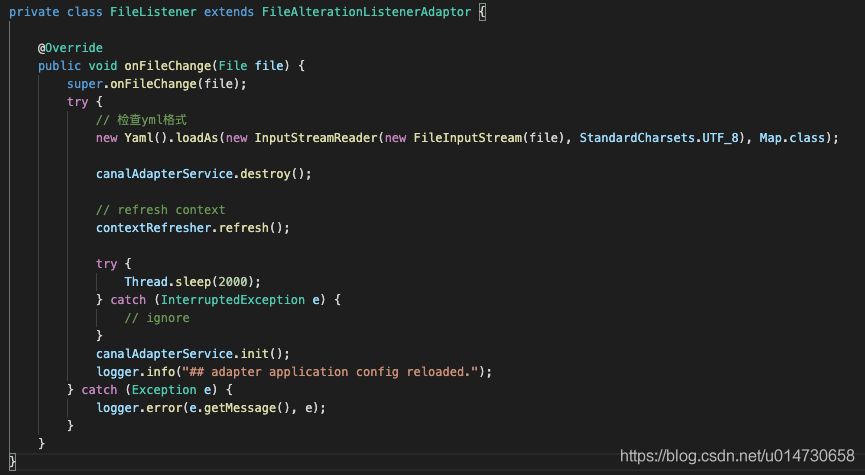 private class FileListener extends FileAlterationListenerAdaptor {
@Override
public void onFileChange(File file) {
super.onFileChange(file);
try {
// 检查yml格式
new Yaml().loadAs(new InputStreamReader(new FileInputStream(file), StandardCharsets.UTF_8), Map.class);
canalAdapterService.destroy();
// refresh context
contextRefresher.refresh();
try {
Thread.sleep(2000);
} catch (InterruptedException e) {
// ignore
}
canalAdapterService.init();
logger.info("## adapter application config reloaded.");
} catch (Exception e) {
logger.error(e.getMessage(), e);
}
}
}
https://blog.csdn.net/u014730658